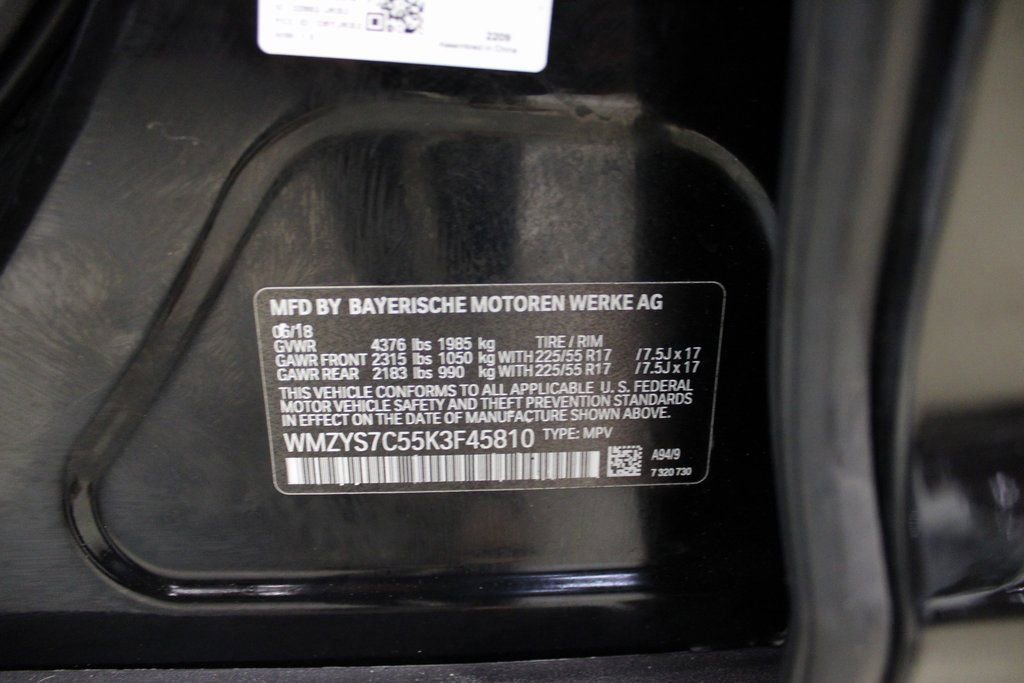 2209
Assembled in China
MFD BY BAYERISCHE MOTOREN WERKE AG
06/18
GVWR 4376 lbs 1985 kg TIRE / RIM
GAWR FRONT 2315 lbs 1050 kg WITH 225/55 R17 / 7.5J x 17
GAWR REAR 2183 lbs 990 kg WITH 225/55 R17 / 7.5J x 17
THIS VEHICLE CONFORMS TO ALL APPLICABLE U. S. FEDERAL
MOTOR VEHICLE SAFETY AND THEFT PREVENTION STANDARDS
IN EFFECT ON THE DATE OF MANUFACTURE SHOWN ABOVE.
WMZYS7C55K3F45810 TYPE: MPV
A94/9
7 320 730